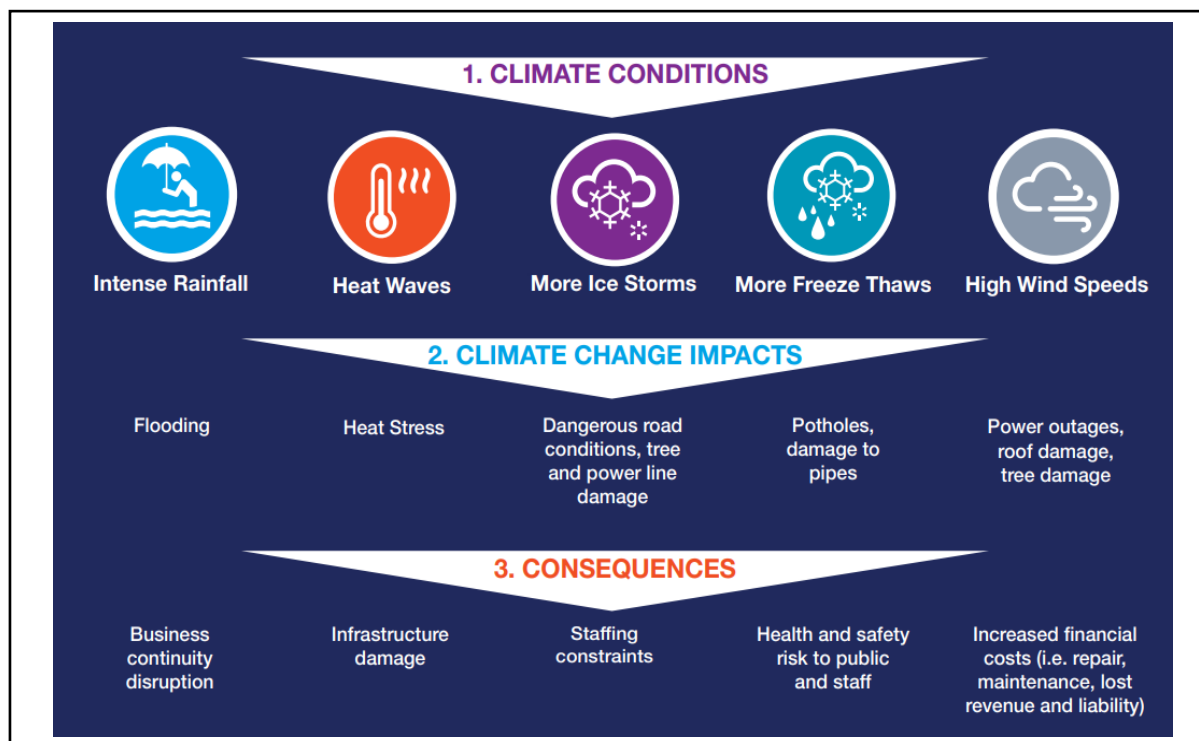 1. CLIMATE CONDITIONS
Intense Rainfall
Heat Waves
More Ice Storms
More Freeze Thaws
High Wind Speeds
2. CLIMATE CHANGE IMPACTS
Flooding
Heat Stress
Dangerous road
conditions, tree
and power line
damage
Potholes,
damage to
pipes
Power outages,
roof damage,
tree damage
3. CONSEQUENCES
Business
continuity
disruption
Infrastructure
damage
Staffing
constraints
Health and safety
risk to public
and staff
Increased financial
costs (i.e. repair,
maintenance, lost
revenue and liability)